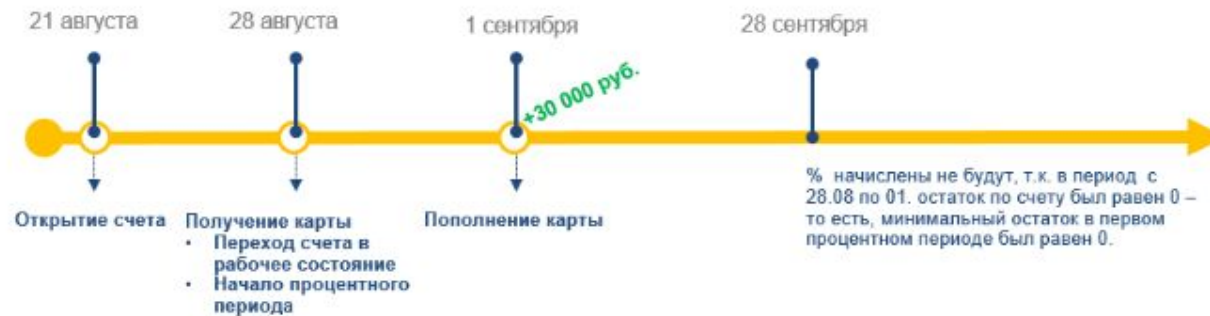 21 августа
28 августа
1 сентября
28 сентября
+30 000 руб.
Открытие счета
Получение карты
• Переход счета в
рабочее состояние
• Начало процентного
периода
Пополнение карты
% начислены не будут, т.к. в период с
28.08 по 01. остаток по счету был равен 0 –
то есть, минимальный остаток в первом
процентном периоде был равен 0.